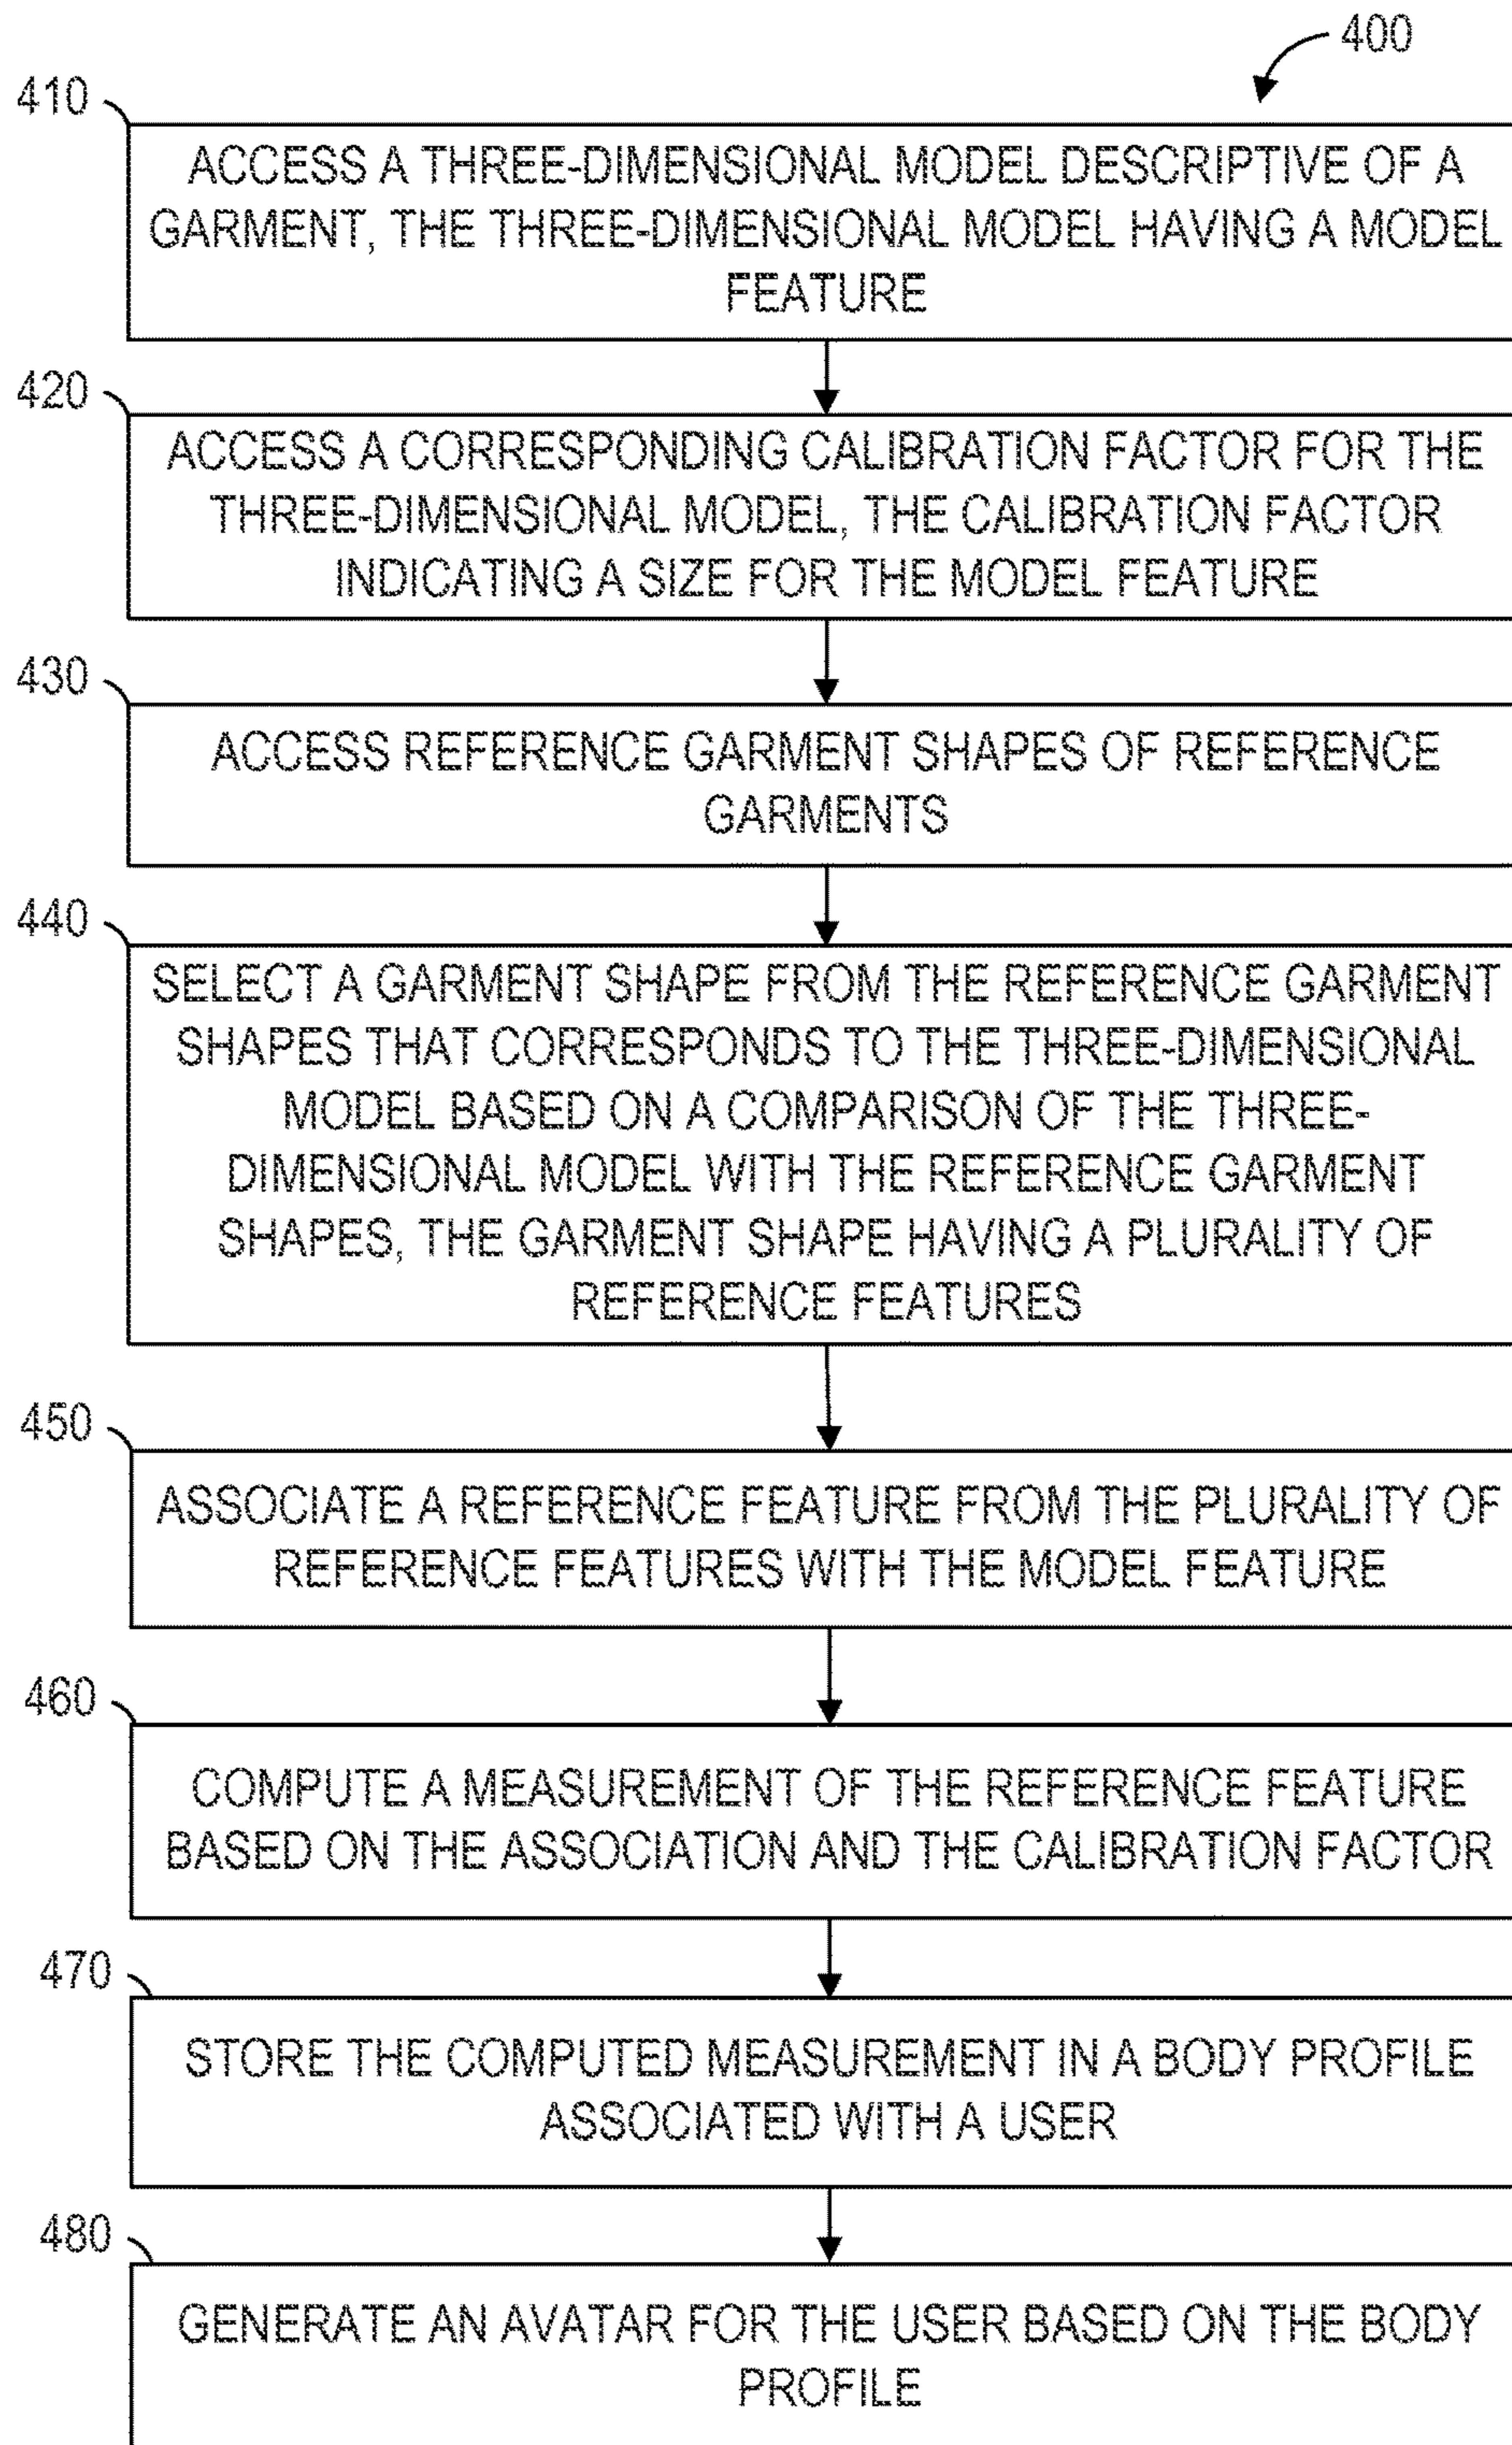 400
410
ACCESS A THREE-DIMENSIONAL MODEL DESCRIPTIVE OF A
GARMENT, THE THREE-DIMENSIONAL MODEL HAVING A MODEL
FEATURE
420
ACCESS A CORRESPONDING CALIBRATION FACTOR FOR THE
THREE-DIMENSIONAL MODEL, THE CALIBRATION FACTOR
INDICATING A SIZE FOR THE MODEL FEATURE
430
ACCESS REFERENCE GARMENT SHAPES OF REFERENCE
GARMENTS
440
SELECT A GARMENT SHAPE FROM THE REFERENCE GARMENT
SHAPES THAT CORRESPONDS TO THE THREE-DIMENSIONAL
MODEL BASED ON A COMPARISON OF THE THREE-
DIMENSIONAL MODEL WITH THE REFERENCE GARMENT
SHAPES, THE GARMENT SHAPE HAVING A PLURALITY OF
REFERENCE FEATURES
450
ASSOCIATE A REFERENCE FEATURE FROM THE PLURALITY OF
REFERENCE FEATURES WITH THE MODEL FEATURE
460
COMPUTE A MEASUREMENT OF THE REFERENCE FEATURE
BASED ON THE ASSOCIATION AND THE CALIBRATION FACTOR
470
STORE THE COMPUTED MEASUREMENT IN A BODY PROFILE
ASSOCIATED WITH A USER
480
GENERATE AN AVATAR FOR THE USER BASED ON THE BODY
PROFILE